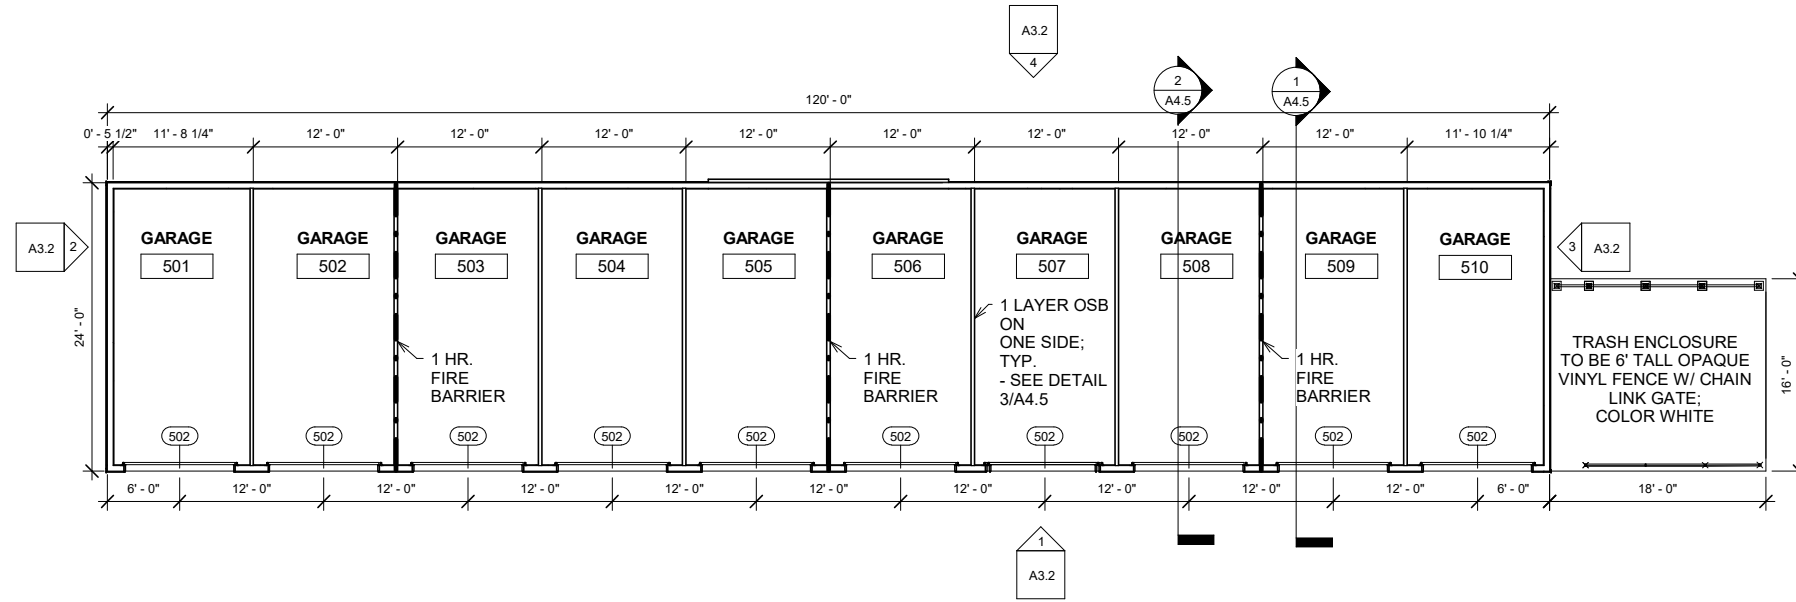 A3.2
4
2
A4.5
1
A4.5
120' - 0"
0' - 5 1/2"
11' - 8 1/4"
12' - 0"
12' - 0"
12' - 0"
12' - 0"
12' - 0"
12' - 0"
12' - 0"
12' - 0"
11' - 10 1/4"
A3.2
2
24' - 0"
GARAGE
501
GARAGE
502
GARAGE
503
GARAGE
504
GARAGE
505
GARAGE
506
GARAGE
507
GARAGE
508
GARAGE
509
GARAGE
510
3
A3.2
1 HR.
FIRE
BARRIER
1 HR.
FIRE
BARRIER
1 LAYER OSB
ON
ONE SIDE;
TYP.
- SEE DETAIL
3/A4.5
1 HR.
FIRE
BARRIER
TRASH ENCLOSURE
TO BE 6' TALL OPAQUE
VINYL FENCE W/ CHAIN
LINK GATE;
COLOR WHITE
16' - 0"
502
502
502
502
502
502
502
502
502
502
6' - 0"
12' - 0"
12' - 0"
12' - 0"
12' - 0"
12' - 0"
12' - 0"
12' - 0"
12' - 0"
12' - 0"
6' - 0"
18' - 0"
1
A3.2